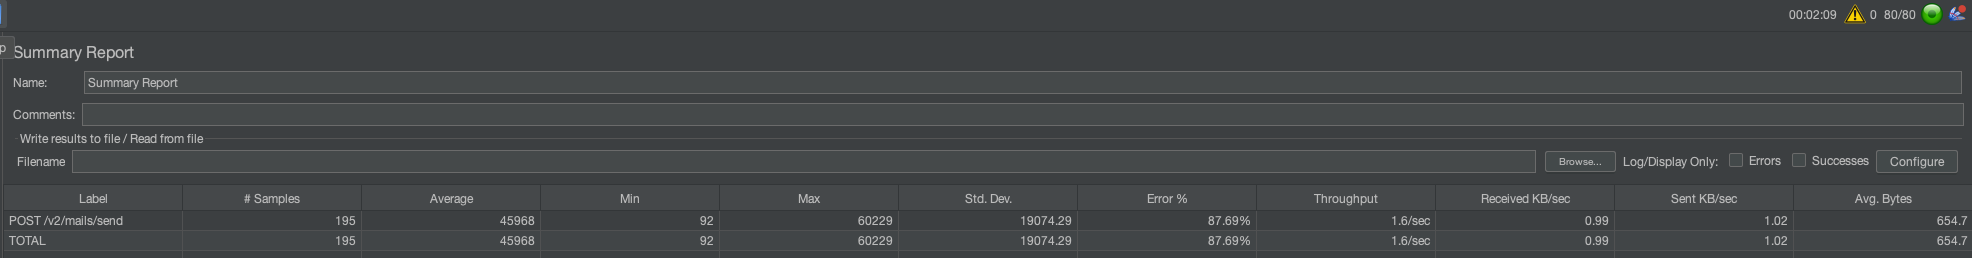 00:02:09 0 80/80
p
Summary Report
Name: Summary Report
Comments:
Write results to file / Read from file
Filename Browse... Log/Display Only: Errors Successes Configure
Label # Samples Average Min Max Std. Dev. Error % Throughput Received KB/sec Sent KB/sec Avg. Bytes
POST /v2/mails/send 195 45968 92 60229 19074.29 87.69% 1.6/sec 0.99 1.02 654.7
TOTAL 195 45968 92 60229 19074.29 87.69% 1.6/sec 0.99 1.02 654.7